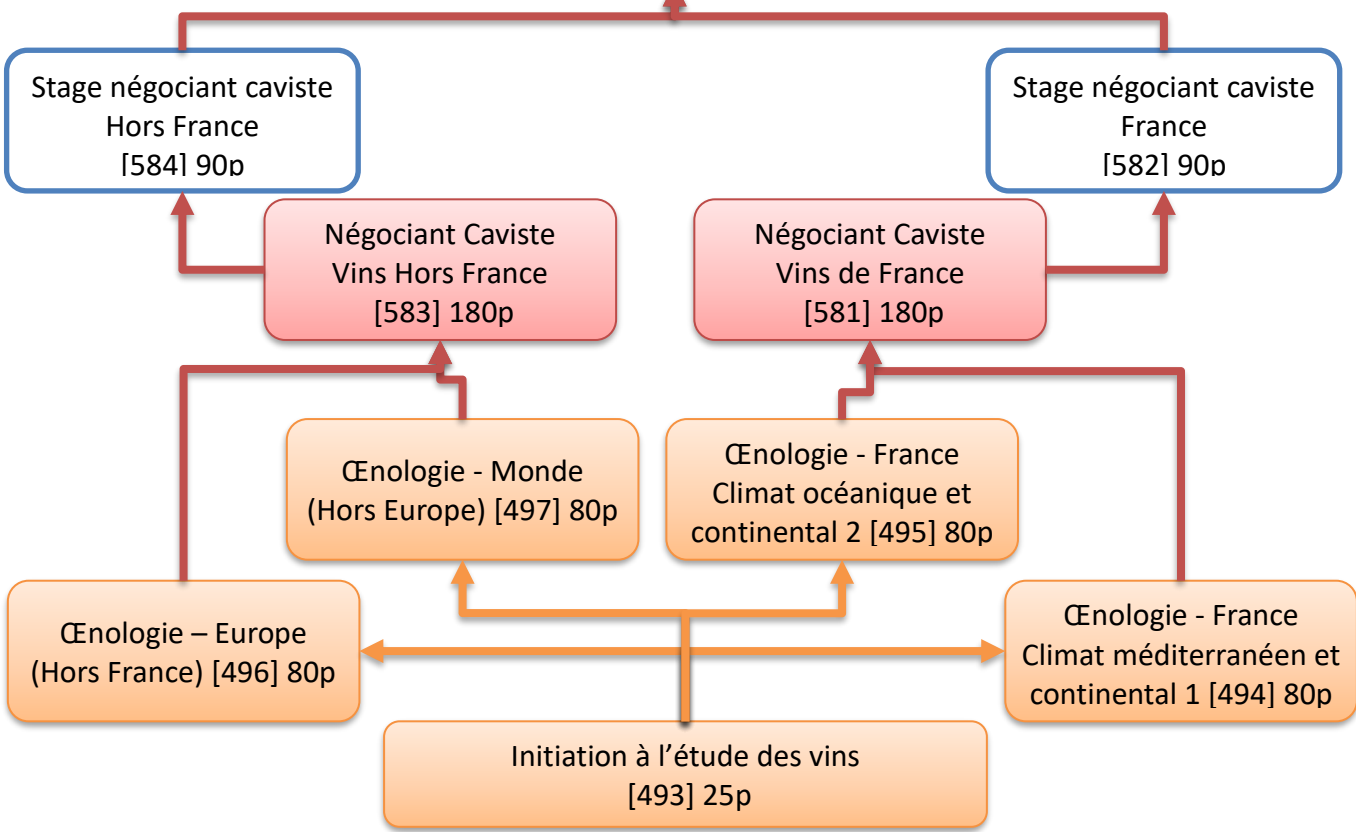 Stage négociant caviste
Hors France
[584] 90p
Stage négociant caviste
France
[582] 90p
Négociant Caviste
Vins Hors France
[583] 180p
Négociant Caviste
Vins de France
[581] 180p
Œnologie - Monde
(Hors Europe) [497] 80p
Œnologie - France
Climat océanique et
continental 2 [495] 80p
Œnologie – Europe
(Hors France) [496] 80p
Œnologie - France
Climat méditerranéen et
continental 1 [494] 80p
Initiation à l’étude des vins
[493] 25p